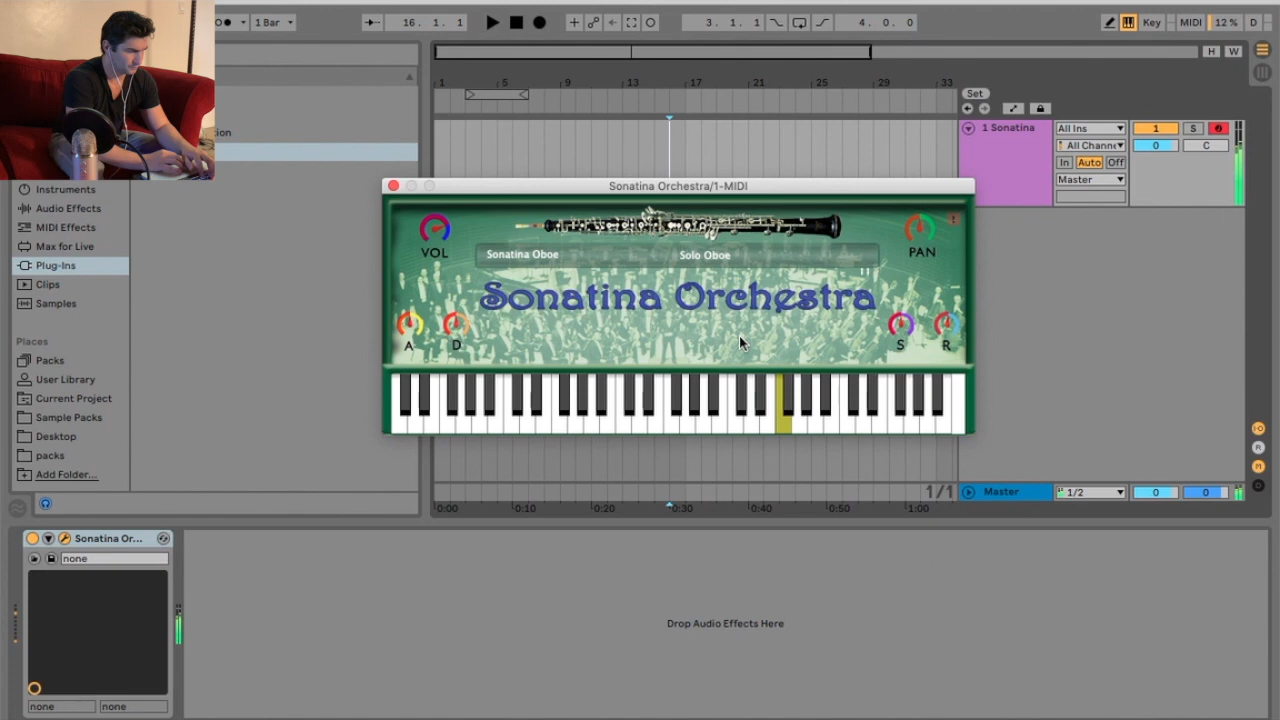 1 Bar
16. 1. 1
3. 1. 1
4. 0. 0
Key
MIDI
12 %
D
H
W
1
5
9
13
17
21
25
29
33
Set
1 Sonatina
All Ins
1
S
All Channe
0
C
In
Auto
Off
Master
Instruments
Audio Effects
MIDI Effects
Max for Live
Plug-Ins
Clips
Samples
Places
Packs
User Library
Current Project
Sample Packs
Desktop
packs
Add Folder...
Sonatina Orchestra/1-MIDI
VOL
PAN
Sonatina Oboe
Solo Oboe
Sonatina Orchestra
A
D
S
R
1/1
Master
1/2
0
0
0:00
0:10
0:20
0:30
0:40
0:50
1:00
Sonatina Or...
none
Drop Audio Effects Here
none
none